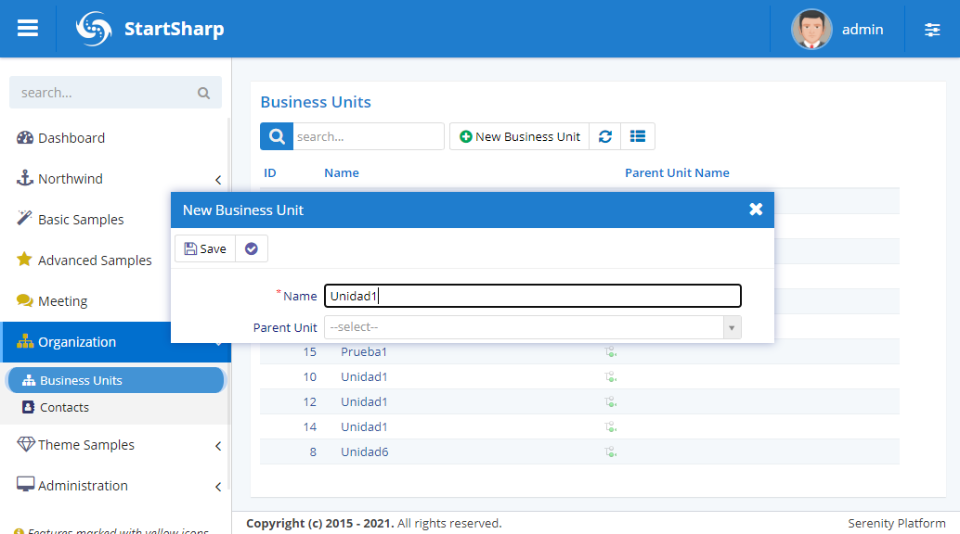 StartSharp
admin
search...
Dashboard
Northwind
Basic Samples
Advanced Samples
Meeting
Organization
Business Units
Contacts
Theme Samples
Administration
Features marked with yellow icons
Business Units
search...
New Business Unit
ID Name Parent Unit Name
New Business Unit
Save
*Name Unidad1
Parent Unit --select--
15 Prueba1
10 Unidad1
12 Unidad1
14 Unidad1
8 Unidad6
Copyright (c) 2015 - 2021. All rights reserved.
Serenity Platform